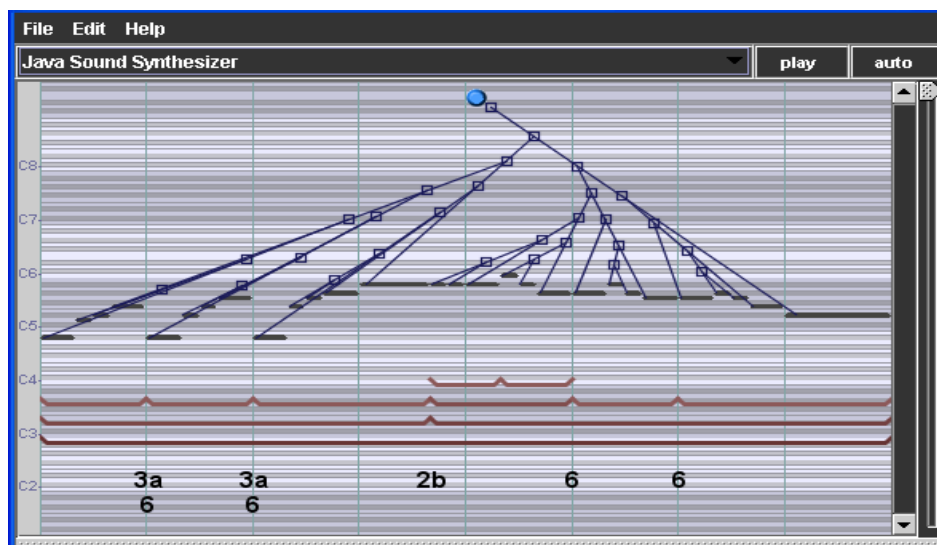 File Edit Help
Java Sound Synthesizer play auto
C8
C7
C6
C5
C4
C3
C2
3a 3a 2b 6 6
6 6